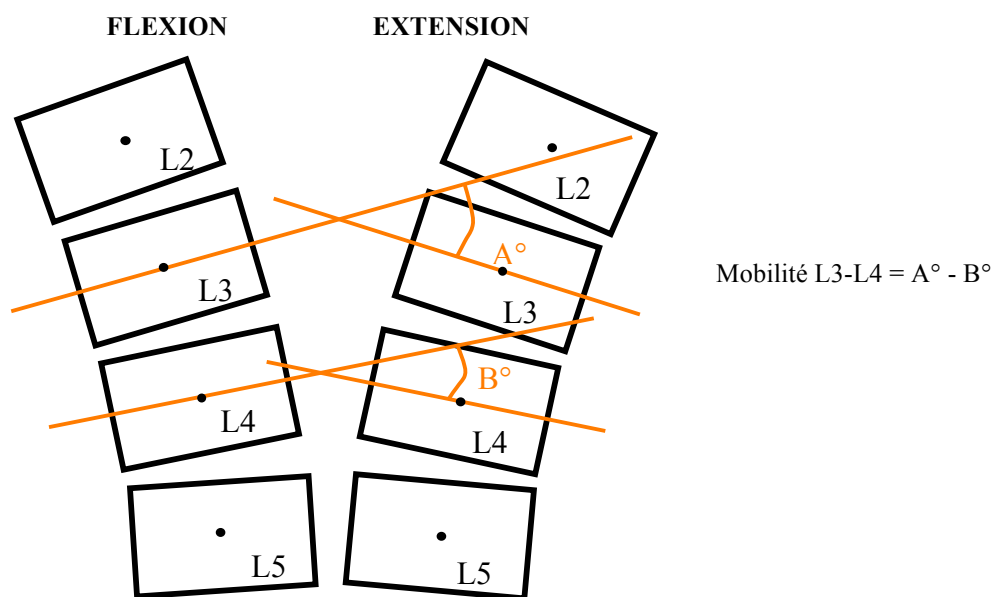 FLEXION
EXTENSION
L2
L2
L3
A°
L3
Mobilité L3-L4 = A° - B°
L4
B°
L4
L5
L5